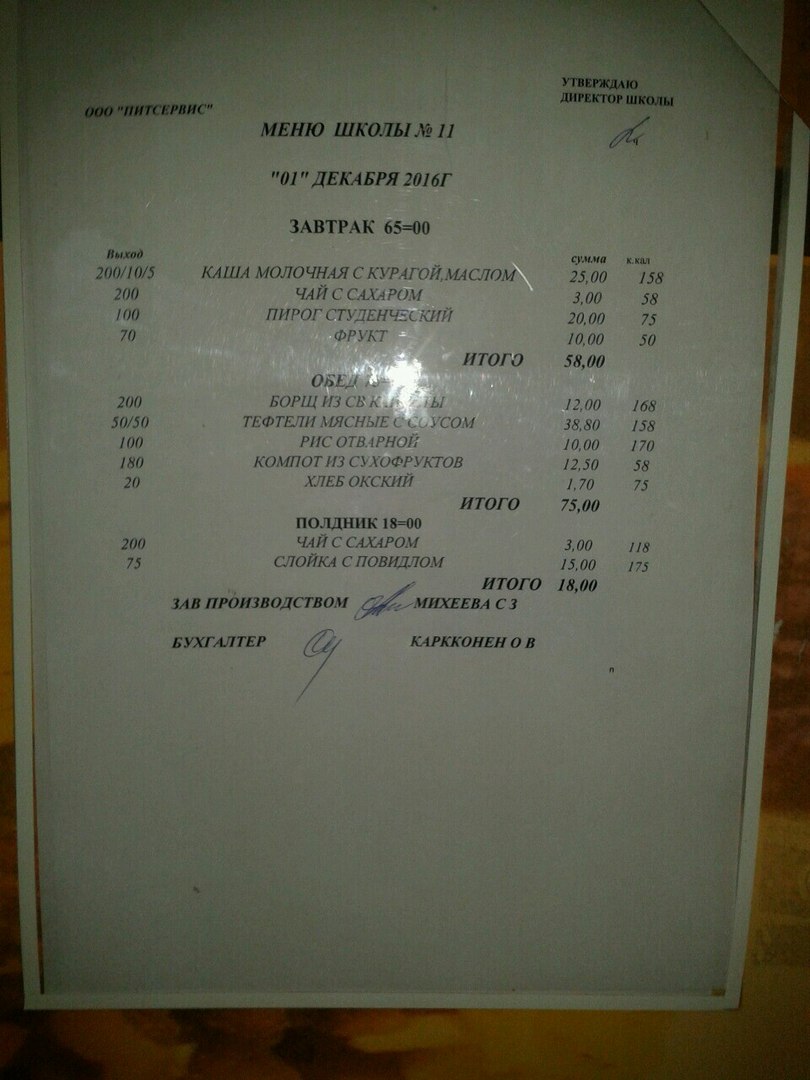 УТВЕРЖДАЮ
ООО "ПИТСЕРВИС" ДИРЕКТОР ШКОЛЫ
МЕНЮ ШКОЛЫ № 11
"01" ДЕКАБРЯ 2016Г
ЗАВТРАК 65=00
Выход сумма к.кал
200/10/5 КАША МОЛОЧНАЯ С КУРАГОЙ,МАСЛОМ 25,00 158
200 ЧАЙ С САХАРОМ 3,00 58
100 ПИРОГ СТУДЕНЧЕСКИЙ 20,00 75
70 ФРУКТ 10,00 50
ИТОГО 58,00
ОБЕД
200 БОРЩ ИЗ СВ 12,00 168
50/50 ТЕФТЕЛИ МЯСНЫЕ С СОУСОМ 38,80 158
100 РИС ОТВАРНОЙ 10,00 170
180 КОМПОТ ИЗ СУХОФРУКТОВ 12,50 58
20 ХЛЕБ ОКСКИЙ 1,70 75
ИТОГО 75,00
ПОЛДНИК 18=00
200 ЧАЙ С САХАРОМ 3,00 118
75 СЛОЙКА С ПОВИДЛОМ 15,00 175
ИТОГО 18,00
ЗАВ ПРОИЗВОДСТВОМ МИХЕЕВА С З
БУХГАЛТЕР КАРККОНЕН О В
п